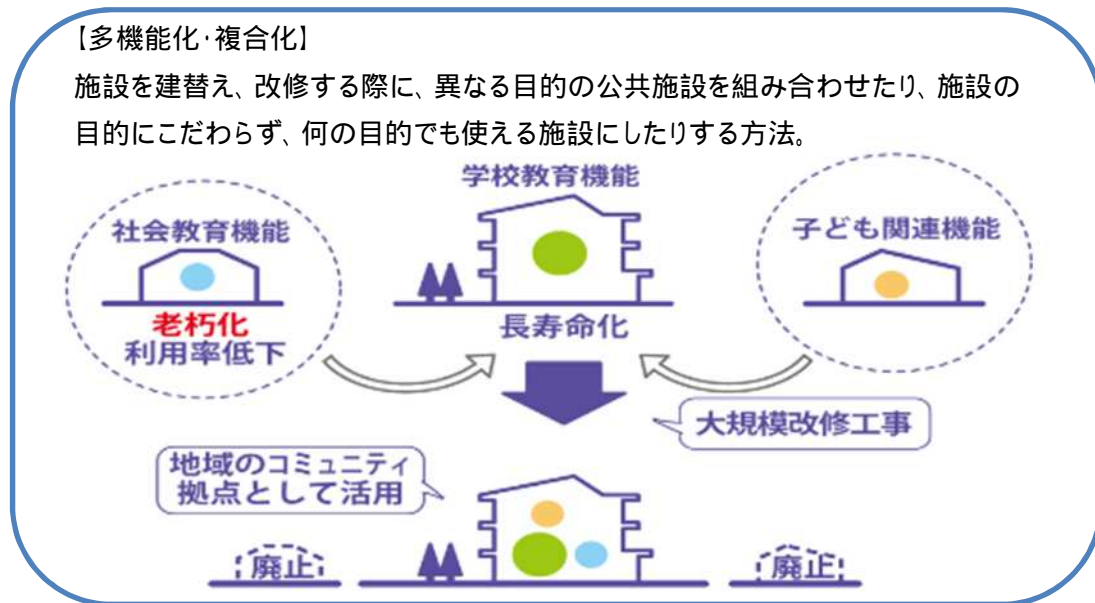 【多機能化・複合化】
施設を建替え、改修する際に、異なる目的の公共施設を組み合わせたり、施設の
目的にこだわらず、何の目的でも使える施設にしたりする方法。
学校教育機能
社会教育機能
子ども関連機能
老朽化
利用率低下
長寿命化
大規模改修工事
地域のコミュニティ
拠点として活用
廃止
廃止